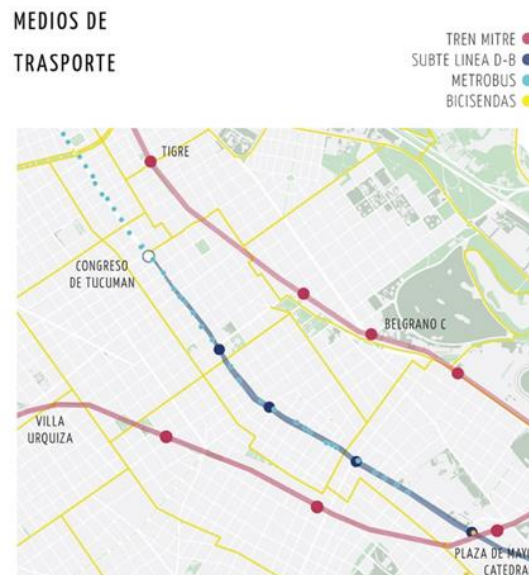 MEDIOS DE
TRASPORTE
TREN MITRE
SUBTE LINEA D-B
METROBUS
BICISENDAS
TIGRE
CONGRESO
DE TUCUMAN
BELGRANO C
VILLA
URQUIZA
PLAZA DE MAY
CATEDRA